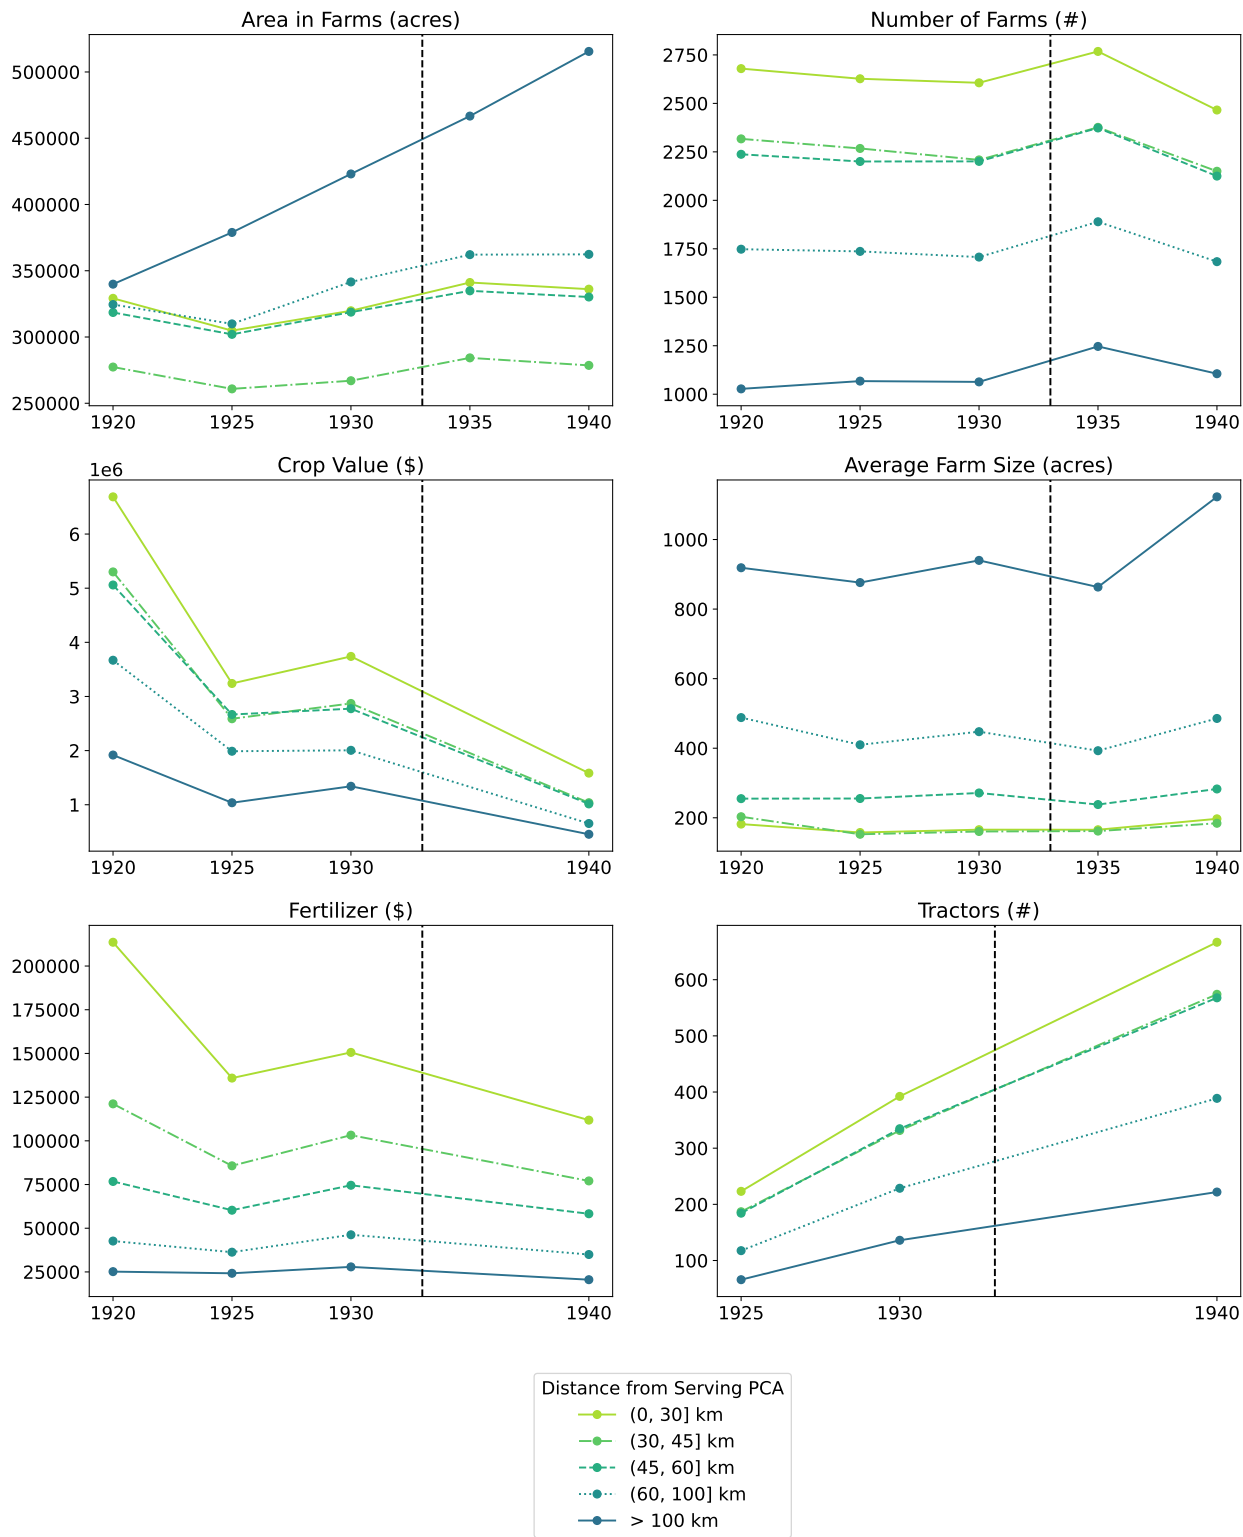 Area in Farms (acres)
500000
450000
400000
350000
300000
250000
1920 1925 1930 1935 1940
Number of Farms (#)
2750
2500
2250
2000
1750
1500
1250
1000
1920 1925 1930 1935 1940
Crop Value ($)
1e6
6
5
4
3
2
1
1920 1925 1930 1940
Average Farm Size (acres)
1000
800
600
400
200
1920 1925 1930 1935 1940
Fertilizer ($)
200000
175000
150000
125000
100000
75000
50000
25000
1920 1925 1930 1940
Tractors (#)
600
500
400
300
200
100
1925 1930 1940
Distance from Serving PCA
(0, 30] km
(30, 45] km
(45, 60] km
(60, 100] km
> 100 km